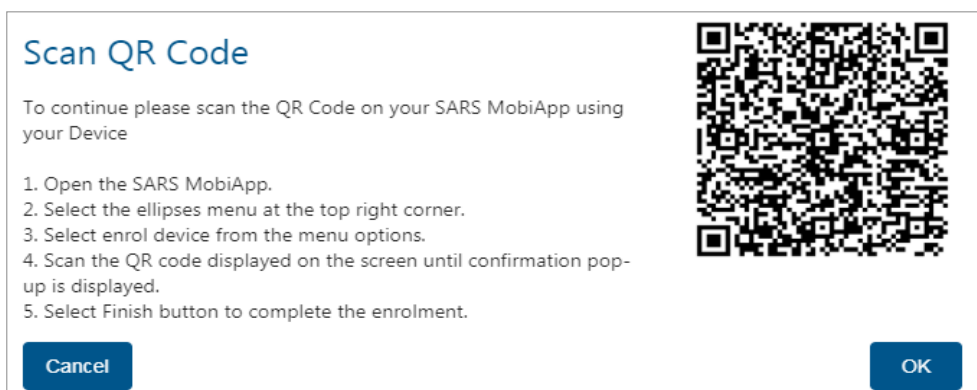 Scan QR Code
To continue please scan the QR Code on your SARS MobiApp using
your Device
1. Open the SARS MobiApp.
2. Select the ellipses menu at the top right corner.
3. Select enrol device from the menu options.
4. Scan the QR code displayed on the screen until confirmation pop-
up is displayed.
5. Select Finish button to complete the enrolment.
Cancel
OK